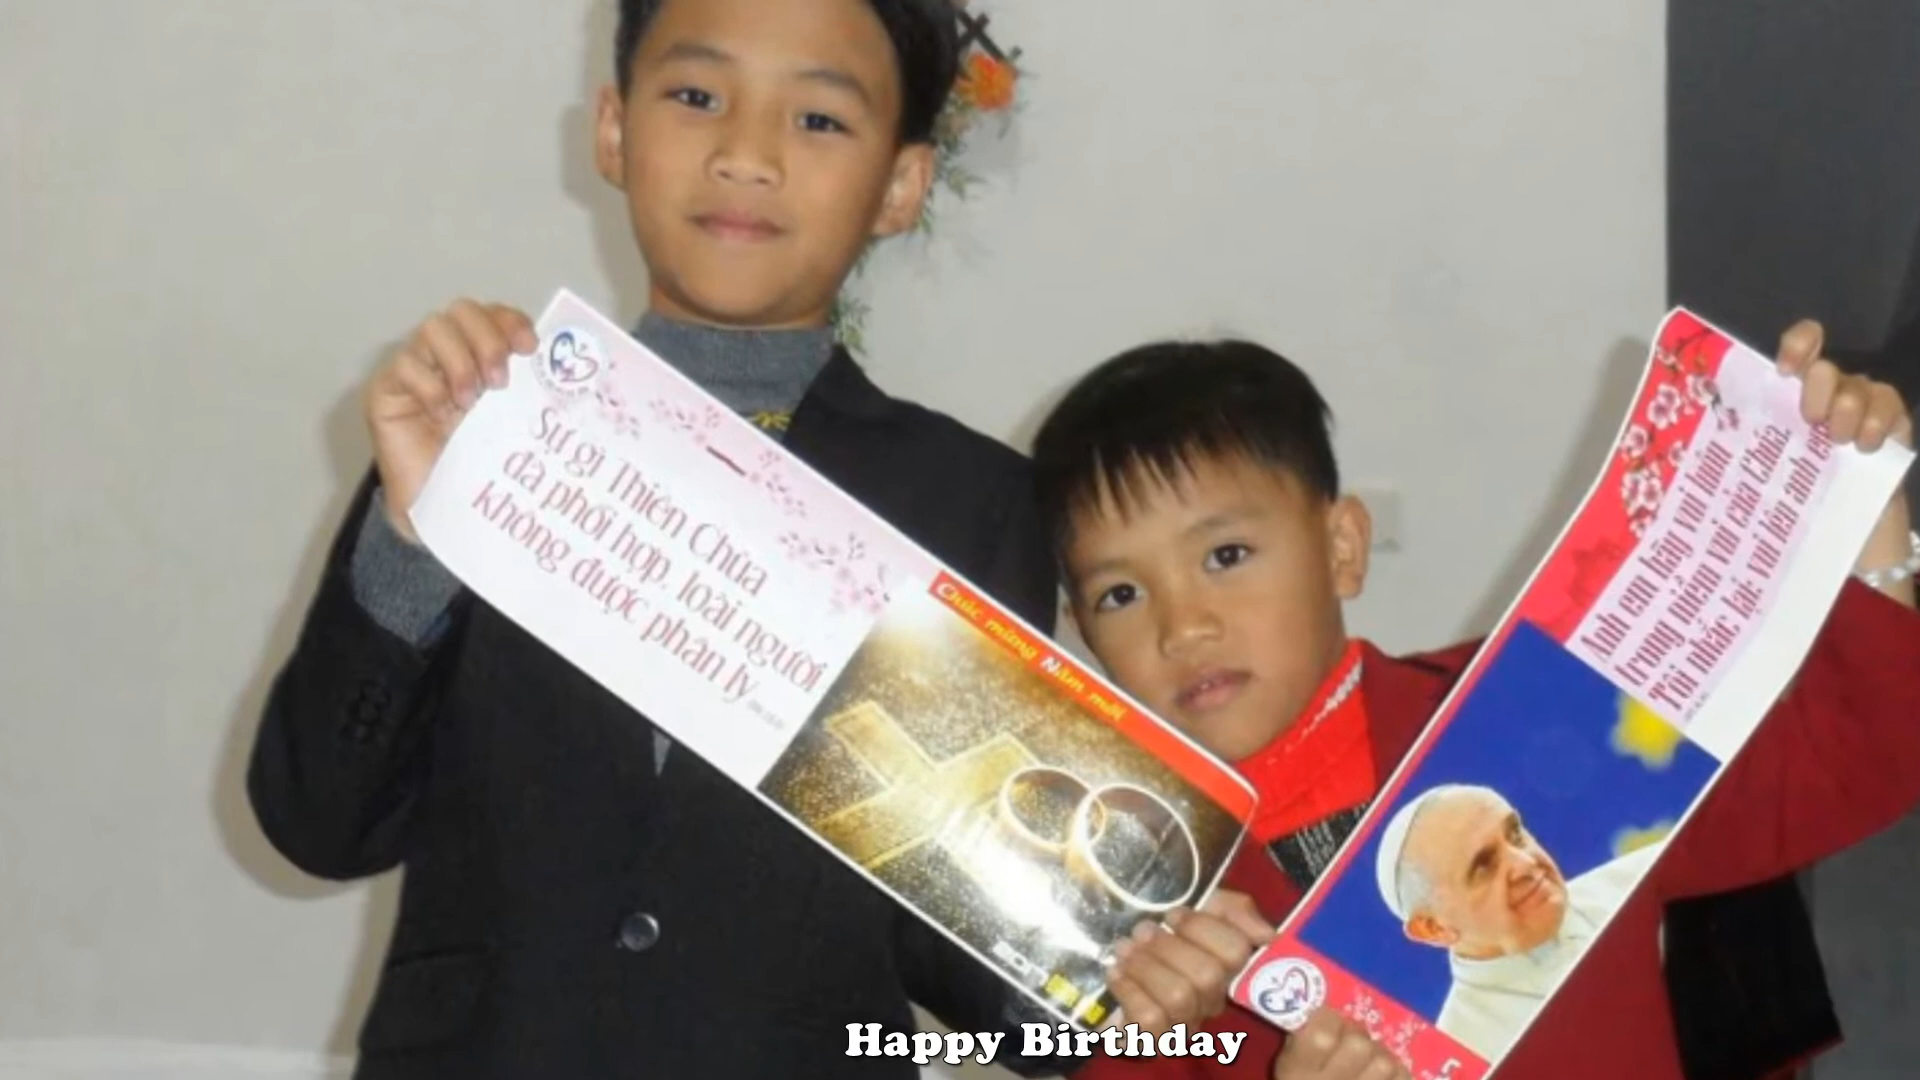 Sự gì Thiên Chúa
đã phối hợp, loài người
không được phân ly
Chúc mừng Năm mới
Anh em hãy vui luôn
trong niềm vui của Chúa.
Tôi nhắc lại: vui lên anh em
Happy Birthday